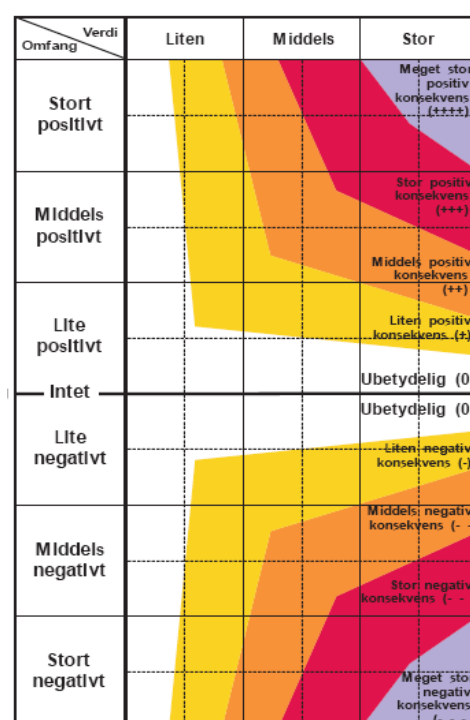 Verdi
Omfang
Liten
Middels
Stor
Stort
positivt
Meget stor
positiv
konsekvens
(++++)
Stor positiv
konsekvens
(+++)
Middels
positivt
Middels positiv
konsekvens
(++)
Lite
positivt
Liten positiv
konsekvens (+)
Ubetydelig (0
Intet
Ubetydelig (0
Lite
negativt
Liten negativ
konsekvens (-)
Middels negativ
konsekvens (- -
Middels
negativt
Stor negativ
konsekvens (- -
Stort
negativt
Meget stor
negativ
konsekvens